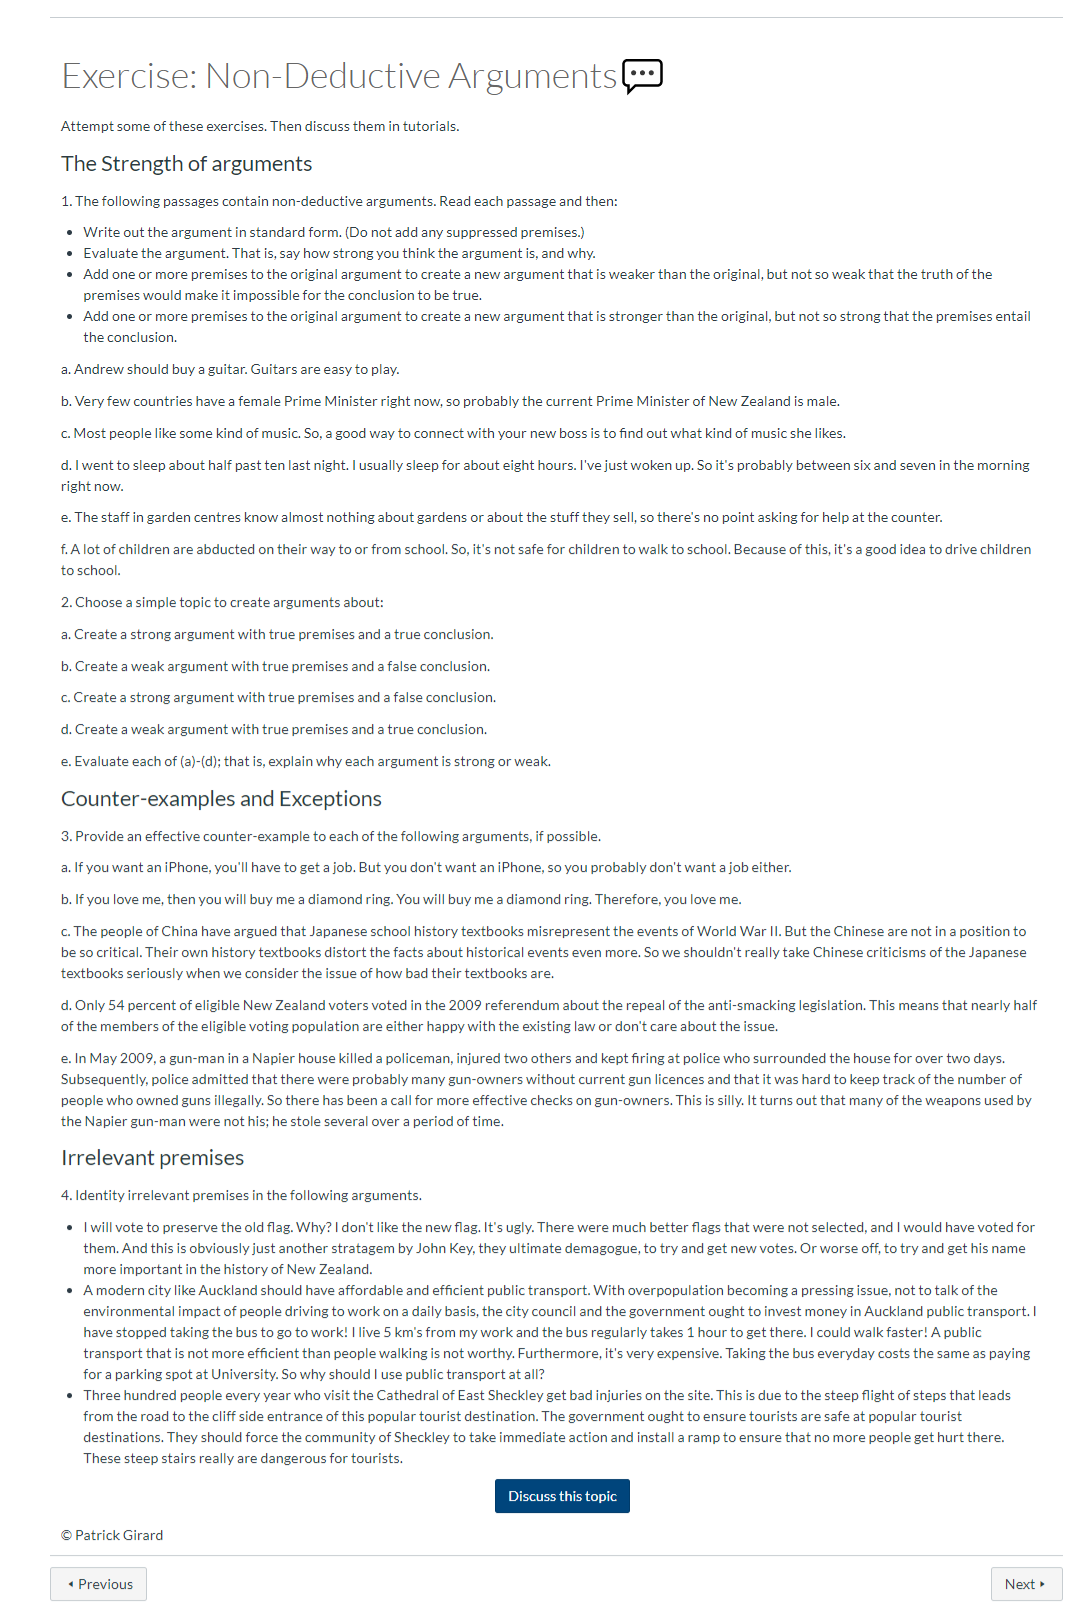 Exercise: Non-Deductive Arguments
Attempt some of these exercises. Then discuss them in tutorials.
The Strength of arguments
1. The following passages contain non-deductive arguments. Read each passage and then:
• Write out the argument in standard form. (Do not add any suppressed premises.)
• Evaluate the argument. That is, say how strong you think the argument is, and why.
• Add one or more premises to the original argument to create a new argument that is weaker than the original, but not so weak that the truth of the
premises would make it impossible for the conclusion to be true.
• Add one or more premises to the original argument to create a new argument that is stronger than the original, but not so strong that the premises entail
the conclusion.
a. Andrew should buy a guitar. Guitars are easy to play.
b. Very few countries have a female Prime Minister right now, so probably the current Prime Minister of New Zealand is male.
c. Most people like some kind of music. So, a good way to connect with your new boss is to find out what kind of music she likes.
d. I went to sleep about half past ten last night. I usually sleep for about eight hours. I've just woken up. So it's probably between six and seven in the morning
right now.
e. The staff in garden centres know almost nothing about gardens or about the stuff they sell, so there's no point asking for help at the counter.
f. A lot of children are abducted on their way to or from school. So, it's not safe for children to walk to school. Because of this, it's a good idea to drive children
to school.
2. Choose a simple topic to create arguments about:
a. Create a strong argument with true premises and a true conclusion.
b. Create a weak argument with true premises and a false conclusion.
c. Create a strong argument with true premises and a false conclusion.
d. Create a weak argument with true premises and a true conclusion.
e. Evaluate each of (a)-(d); that is, explain why each argument is strong or weak.
Counter-examples and Exceptions
3. Provide an effective counter-example to each of the following arguments, if possible.
a. If you want an iPhone, you'll have to get a job. But you don't want an iPhone, so you probably don't want a job either.
b. If you love me, then you will buy me a diamond ring. You will buy me a diamond ring. Therefore, you love me.
c. The people of China have argued that Japanese school history textbooks misrepresent the events of World War II. But the Chinese are not in a position to
be so critical. Their own history textbooks distort the facts about historical events even more. So we shouldn't really take Chinese criticisms of the Japanese
textbooks seriously when we consider the issue of how bad their textbooks are.
d. Only 54 percent of eligible New Zealand voters voted in the 2009 referendum about the repeal of the anti-smacking legislation. This means that nearly half
of the members of the eligible voting population are either happy with the existing law or don't care about the issue.
e. In May 2009, a gun-man in a Napier house killed a policeman, injured two others and kept firing at police who surrounded the house for over two days.
Subsequently, police admitted that there were probably many gun-owners without current gun licences and that it was hard to keep track of the number of
people who owned guns illegally. So there has been a call for more effective checks on gun-owners. This is silly. It turns out that many of the weapons used by
the Napier gun-man were not his; he stole several over a period of time.
Irrelevant premises
4. Identity irrelevant premises in the following arguments.
• I will vote to preserve the old flag. Why? I don't like the new flag. It's ugly. There were much better flags that were not selected, and I would have voted for
them. And this is obviously just another stratagem by John Key, they ultimate demagogue, to try and get new votes. Or worse off, to try and get his name
more important in the history of New Zealand.
• A modern city like Auckland should have affordable and efficient public transport. With overpopulation becoming a pressing issue, not to talk of the
environmental impact of people driving to work on a daily basis, the city council and the government ought to invest money in Auckland public transport. I
have stopped taking the bus to go to work! I live 5 km's from my work and the bus regularly takes 1 hour to get there. I could walk faster! A public
transport that is not more efficient than people walking is not worthy. Furthermore, it's very expensive. Taking the bus everyday costs the same as paying
for a parking spot at University. So why should I use public transport at all?
• Three hundred people every year who visit the Cathedral of East Sheckley get bad injuries on the site. This is due to the steep flight of steps that leads
from the road to the cliff side entrance of this popular tourist destination. The government ought to ensure tourists are safe at popular tourist
destinations. They should force the community of Sheckley to take immediate action and install a ramp to ensure that no more people get hurt there.
These steep stairs really are dangerous for tourists.
Discuss this topic
© Patrick Girard
Previous
Next